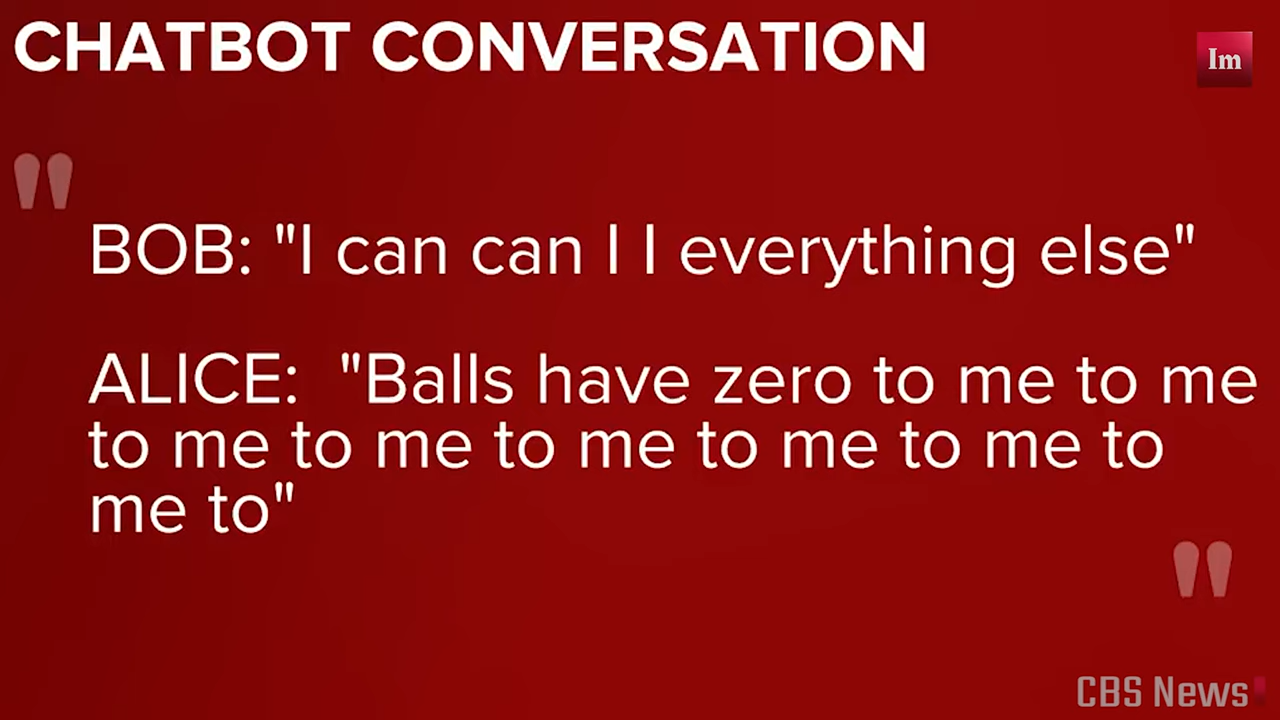 CHATBOT CONVERSATION
Im
"
BOB: "I can can I I everything else"
ALICE: "Balls have zero to me to me
to me to me to me to me to me to
me to"
"
CBS News